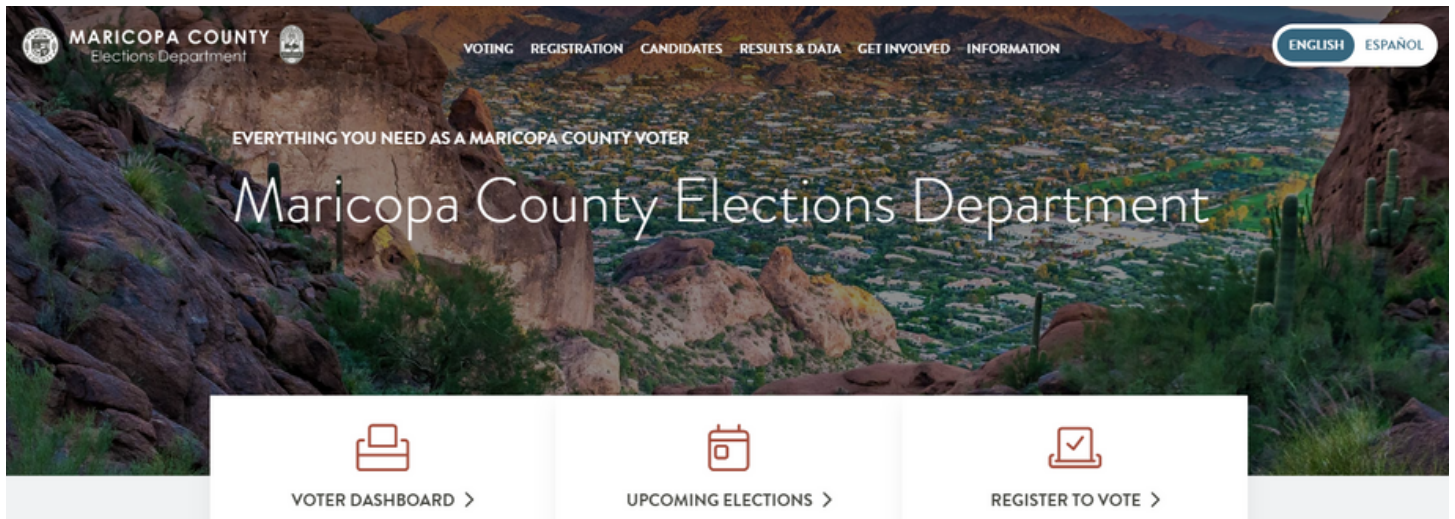 MARICOPA COUNTY
Elections Department
VOTING REGISTRATION CANDIDATES RESULTS & DATA GET INVOLVED INFORMATION
ENGLISH ESPAÑOL
EVERYTHING YOU NEED AS A MARICOPA COUNTY VOTER
Maricopa County Elections Department
VOTER DASHBOARD >
UPCOMING ELECTIONS >
REGISTER TO VOTE >